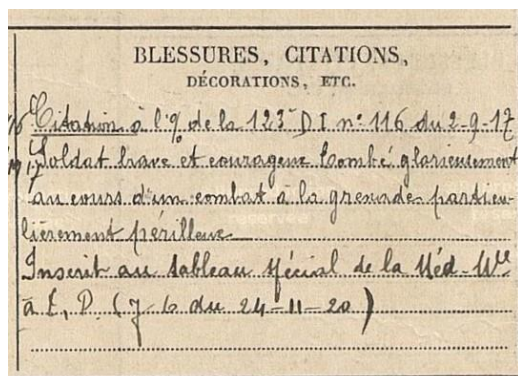 BLESSURES, CITATIONS,
DÉCORATIONS, ETC.
Citation à l'O. de la 123e DI n° 116 du 2-9-17
Soldat brave et courageux tombé glorieusement
au cours d'un combat à la grenade particu-
lièrement périlleux
Inscrit au tableau spécial de la Méd-Mre
à t, P. (J-O du 24-11-20)